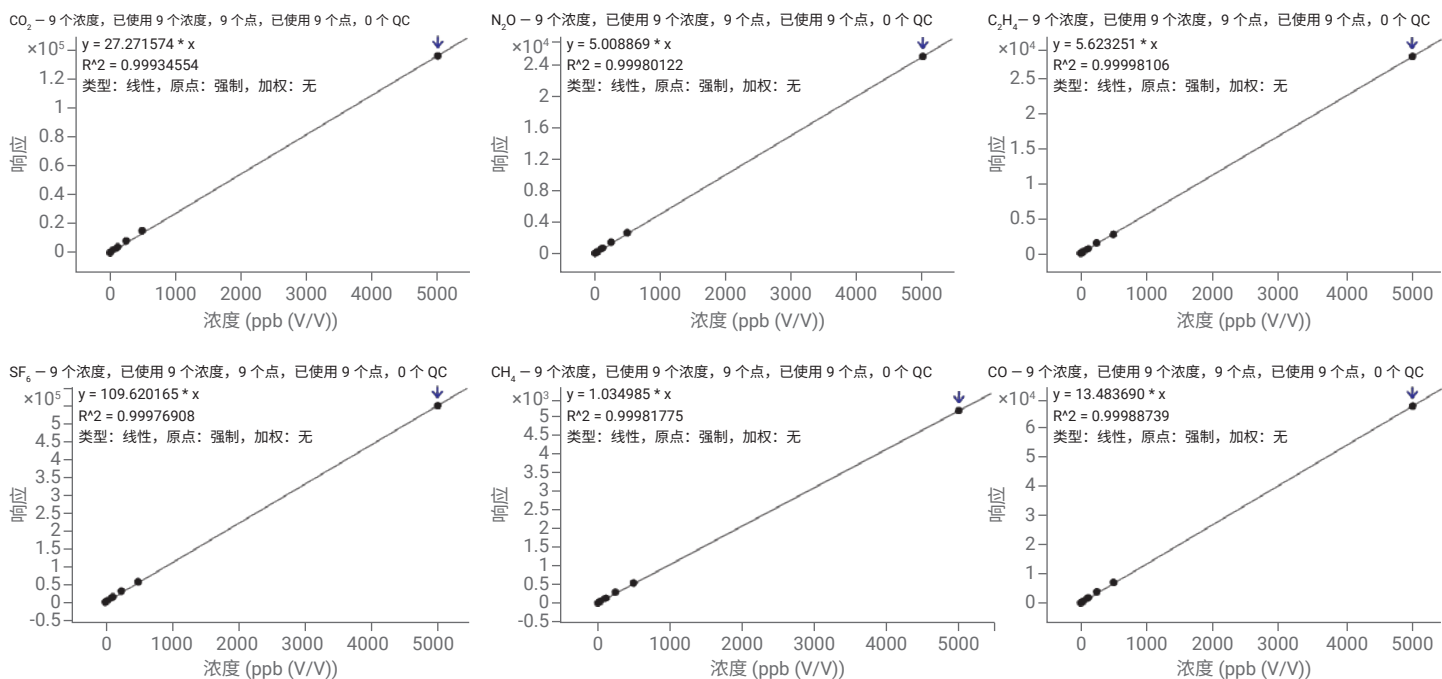 CO₂ – 9 个浓度，已使用 9 个浓度，9 个点，已使用 9 个点，0 个 QC
×10⁵
y = 27.271574 * x
R^2 = 0.99934554
类型：线性，原点：强制，加权：无
响应
1.2
1
0.8
0.6
0.4
0.2
0
0 1000 2000 3000 4000 5000
浓度 (ppb (V/V))
N₂O – 9 个浓度，已使用 9 个浓度，9 个点，已使用 9 个点，0 个 QC
×10⁴
y = 5.008869 * x
R^2 = 0.99980122
类型：线性，原点：强制，加权：无
响应
2.4
2
1.6
1.2
0.8
0.4
0
0 1000 2000 3000 4000 5000
浓度 (ppb (V/V))
C₂H₄– 9 个浓度，已使用 9 个浓度，9 个点，已使用 9 个点，0 个 QC
×10⁴
y = 5.623251 * x
R^2 = 0.99998106
类型：线性，原点：强制，加权：无
响应
2.5
2
1.5
1
0.5
0
0 1000 2000 3000 4000 5000
浓度 (ppb (V/V))
SF₆ – 9 个浓度，已使用 9 个浓度，9 个点，已使用 9 个点，0 个 QC
×10⁵
y = 109.620165 * x
R^2 = 0.99976908
类型：线性，原点：强制，加权：无
响应
5
4.5
4
3.5
3
2.5
2
1.5
1
0.5
0
-0.5
0 1000 2000 3000 4000 5000
浓度 (ppb (V/V))
CH₄ – 9 个浓度，已使用 9 个浓度，9 个点，已使用 9 个点，0 个 QC
×10³
y = 1.034985 * x
R^2 = 0.99981775
类型：线性，原点：强制，加权：无
响应
5
4.5
4
3.5
3
2.5
2
1.5
1
0.5
0
-0.5
0 1000 2000 3000 4000 5000
浓度 (ppb (V/V))
CO – 9 个浓度，已使用 9 个浓度，9 个点，已使用 9 个点，0 个 QC
×10⁴
y = 13.483690 * x
R^2 = 0.99988739
类型：线性，原点：强制，加权：无
响应
6
5
4
3
2
1
0
0 1000 2000 3000 4000 5000
浓度 (ppb (V/V))